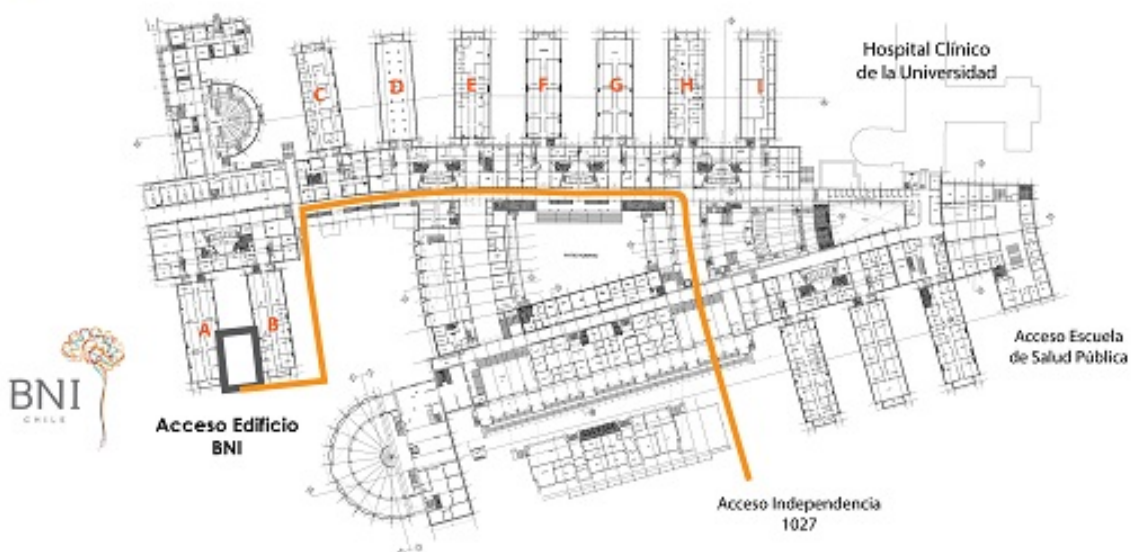 Hospital Clínico
de la Universidad
C
D
E
F
G
H
I
A
B
BNI
CHILE
Acceso Edificio
BNI
Acceso Escuela
de Salud Pública
Acceso Independencia
1027